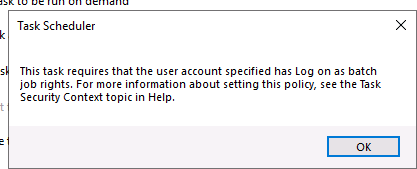 ask to be run on demand
Task Scheduler
This task requires that the user account specified has Log on as batch
job rights. For more information about setting this policy, see the Task
Security Context topic in Help.
OK